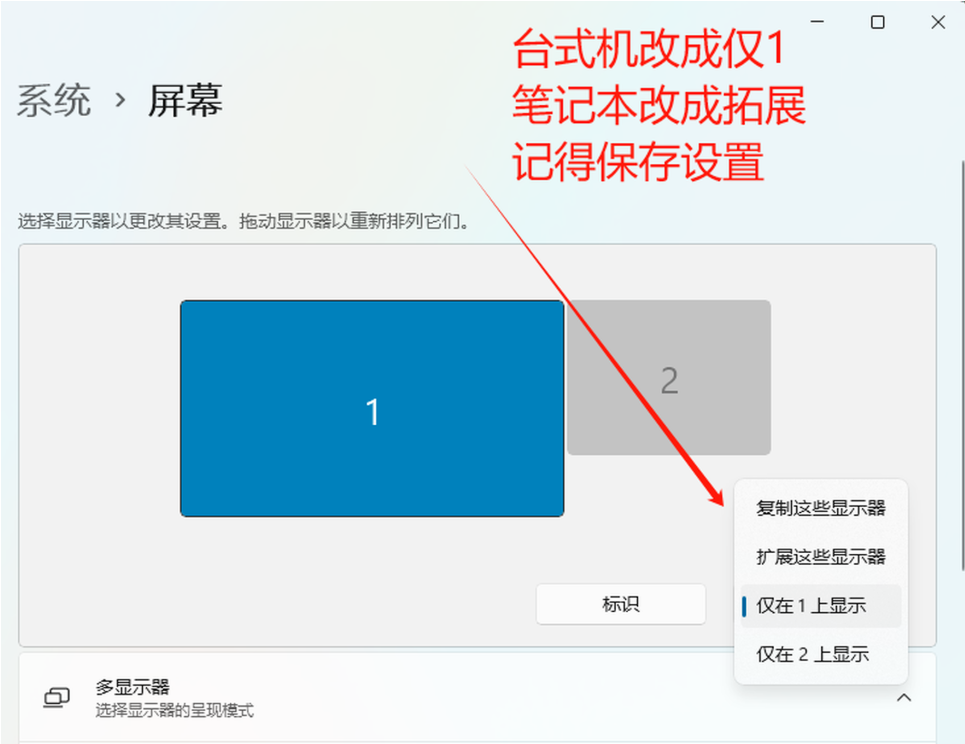 台式机改成仅1
笔记本改成拓展
记得保存设置
系统 › 屏幕
选择显示器以更改其设置。拖动显示器以重新排列它们。
1
2
复制这些显示器
扩展这些显示器
仅在 1 上显示
仅在 2 上显示
标识
多显示器
选择显示器的呈现模式